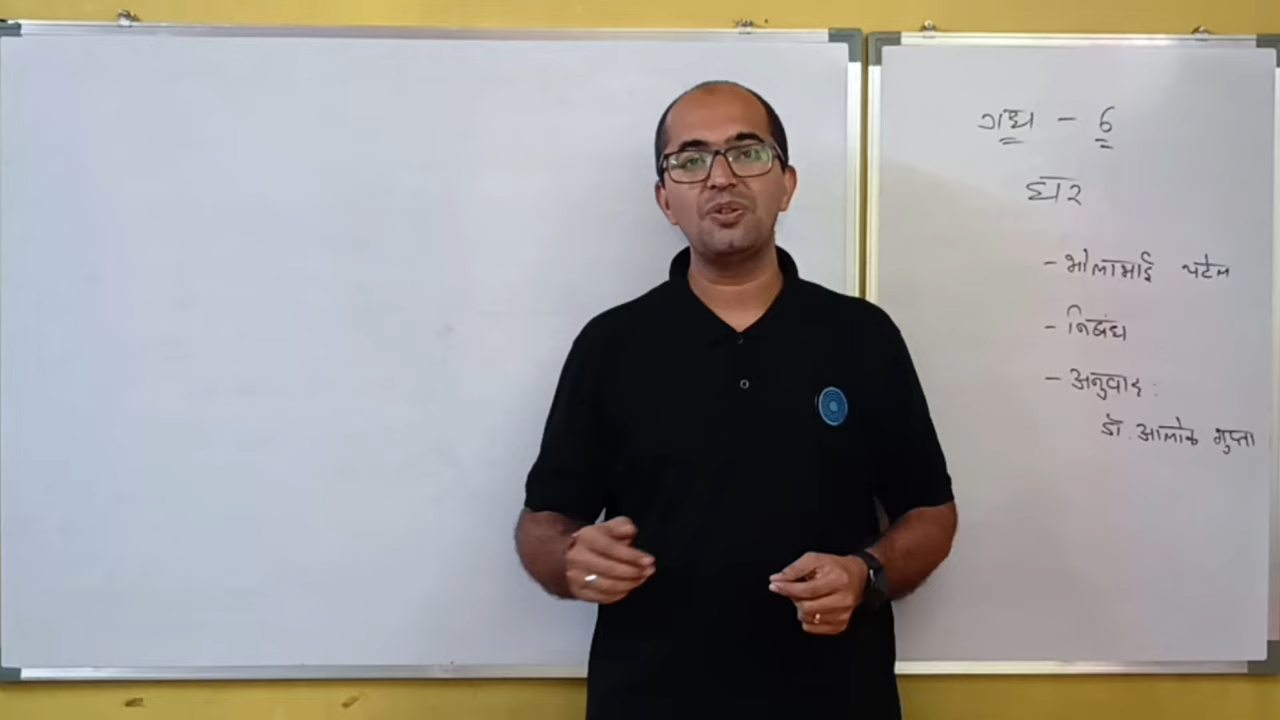 गद्य - 6
घर
- भोलाभाई पटेल
- निबंध
- अनुवाद :
डॉ. आलोक गुप्ता